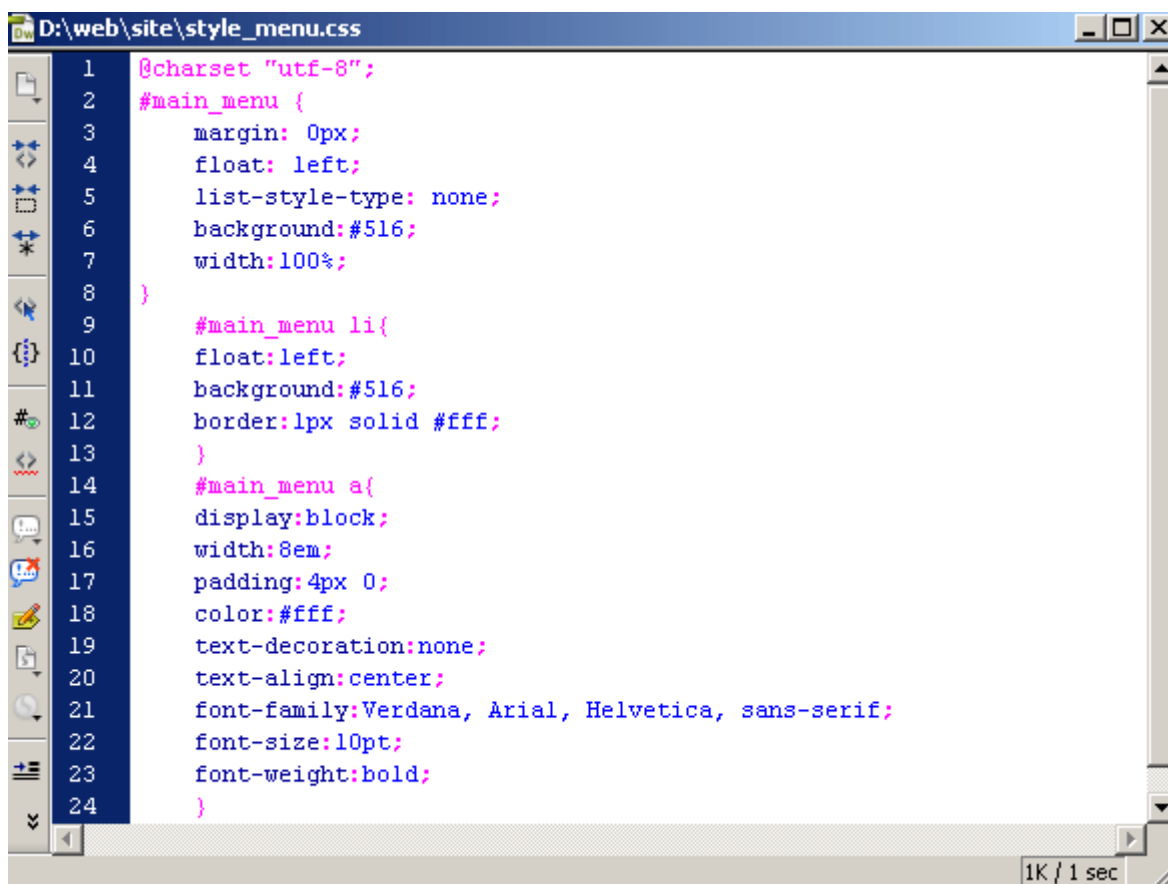 D:\web\site\style_menu.css
1 @charset "utf-8";
2 #main_menu {
3 margin: 0px;
4 float: left;
5 list-style-type: none;
6 background:#516;
7 width:100%;
8 }
9 #main_menu li{
10 float:left;
11 background:#516;
12 border:1px solid #fff;
13 }
14 #main_menu a{
15 display:block;
16 width:8em;
17 padding:4px 0;
18 color:#fff;
19 text-decoration:none;
20 text-align:center;
21 font-family:Verdana, Arial, Helvetica, sans-serif;
22 font-size:10pt;
23 font-weight:bold;
24 }
1K / 1 sec